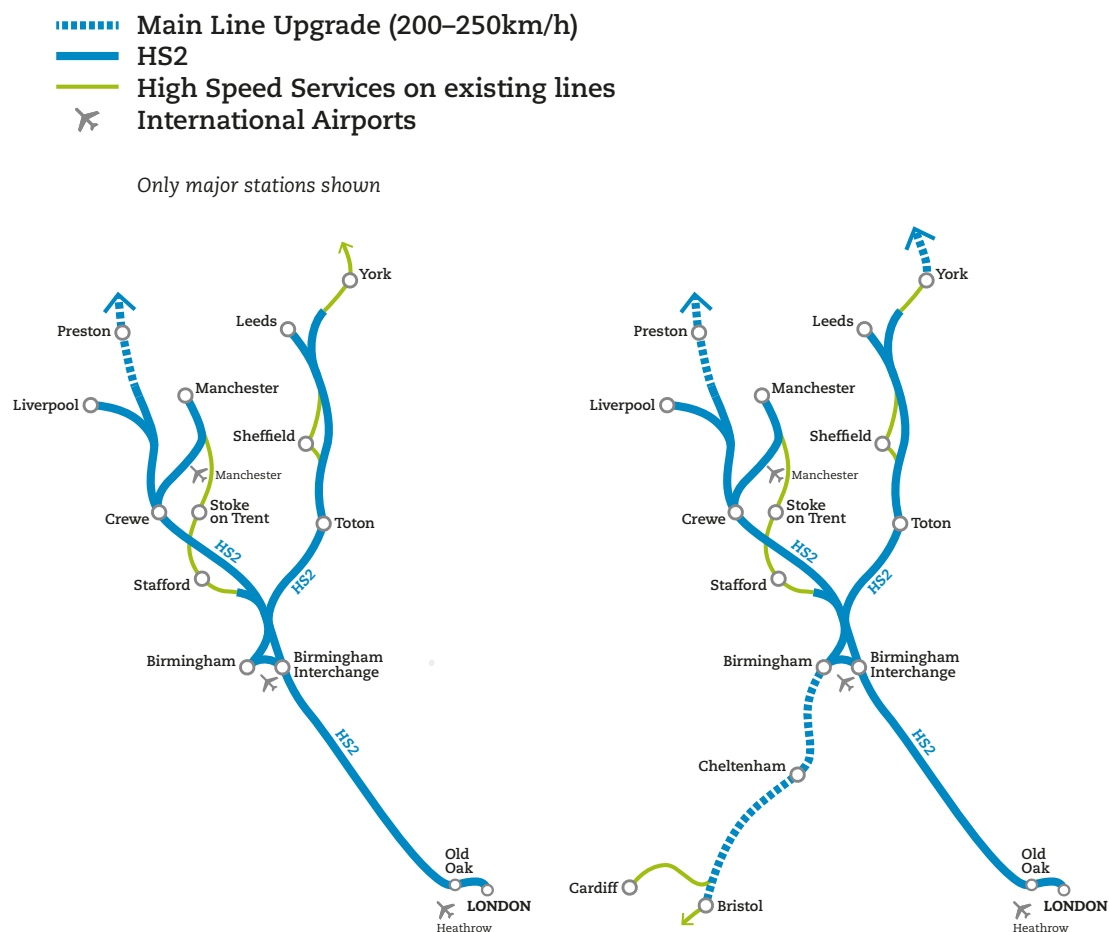 Main Line Upgrade (200–250km/h)
HS2
High Speed Services on existing lines
International Airports
Only major stations shown
York
Leeds
Preston
Manchester
Liverpool
Sheffield
Manchester
Stoke
on Trent
Crewe
Toton
HS2
HS2
Stafford
Birmingham
Birmingham
Interchange
HS2
Old
Oak
LONDON
Heathrow
York
Leeds
Preston
Manchester
Liverpool
Sheffield
Manchester
Stoke
on Trent
Crewe
Toton
HS2
HS2
Stafford
Birmingham
Birmingham
Interchange
HS2
Cheltenham
Old
Oak
Cardiff
Bristol
LONDON
Heathrow